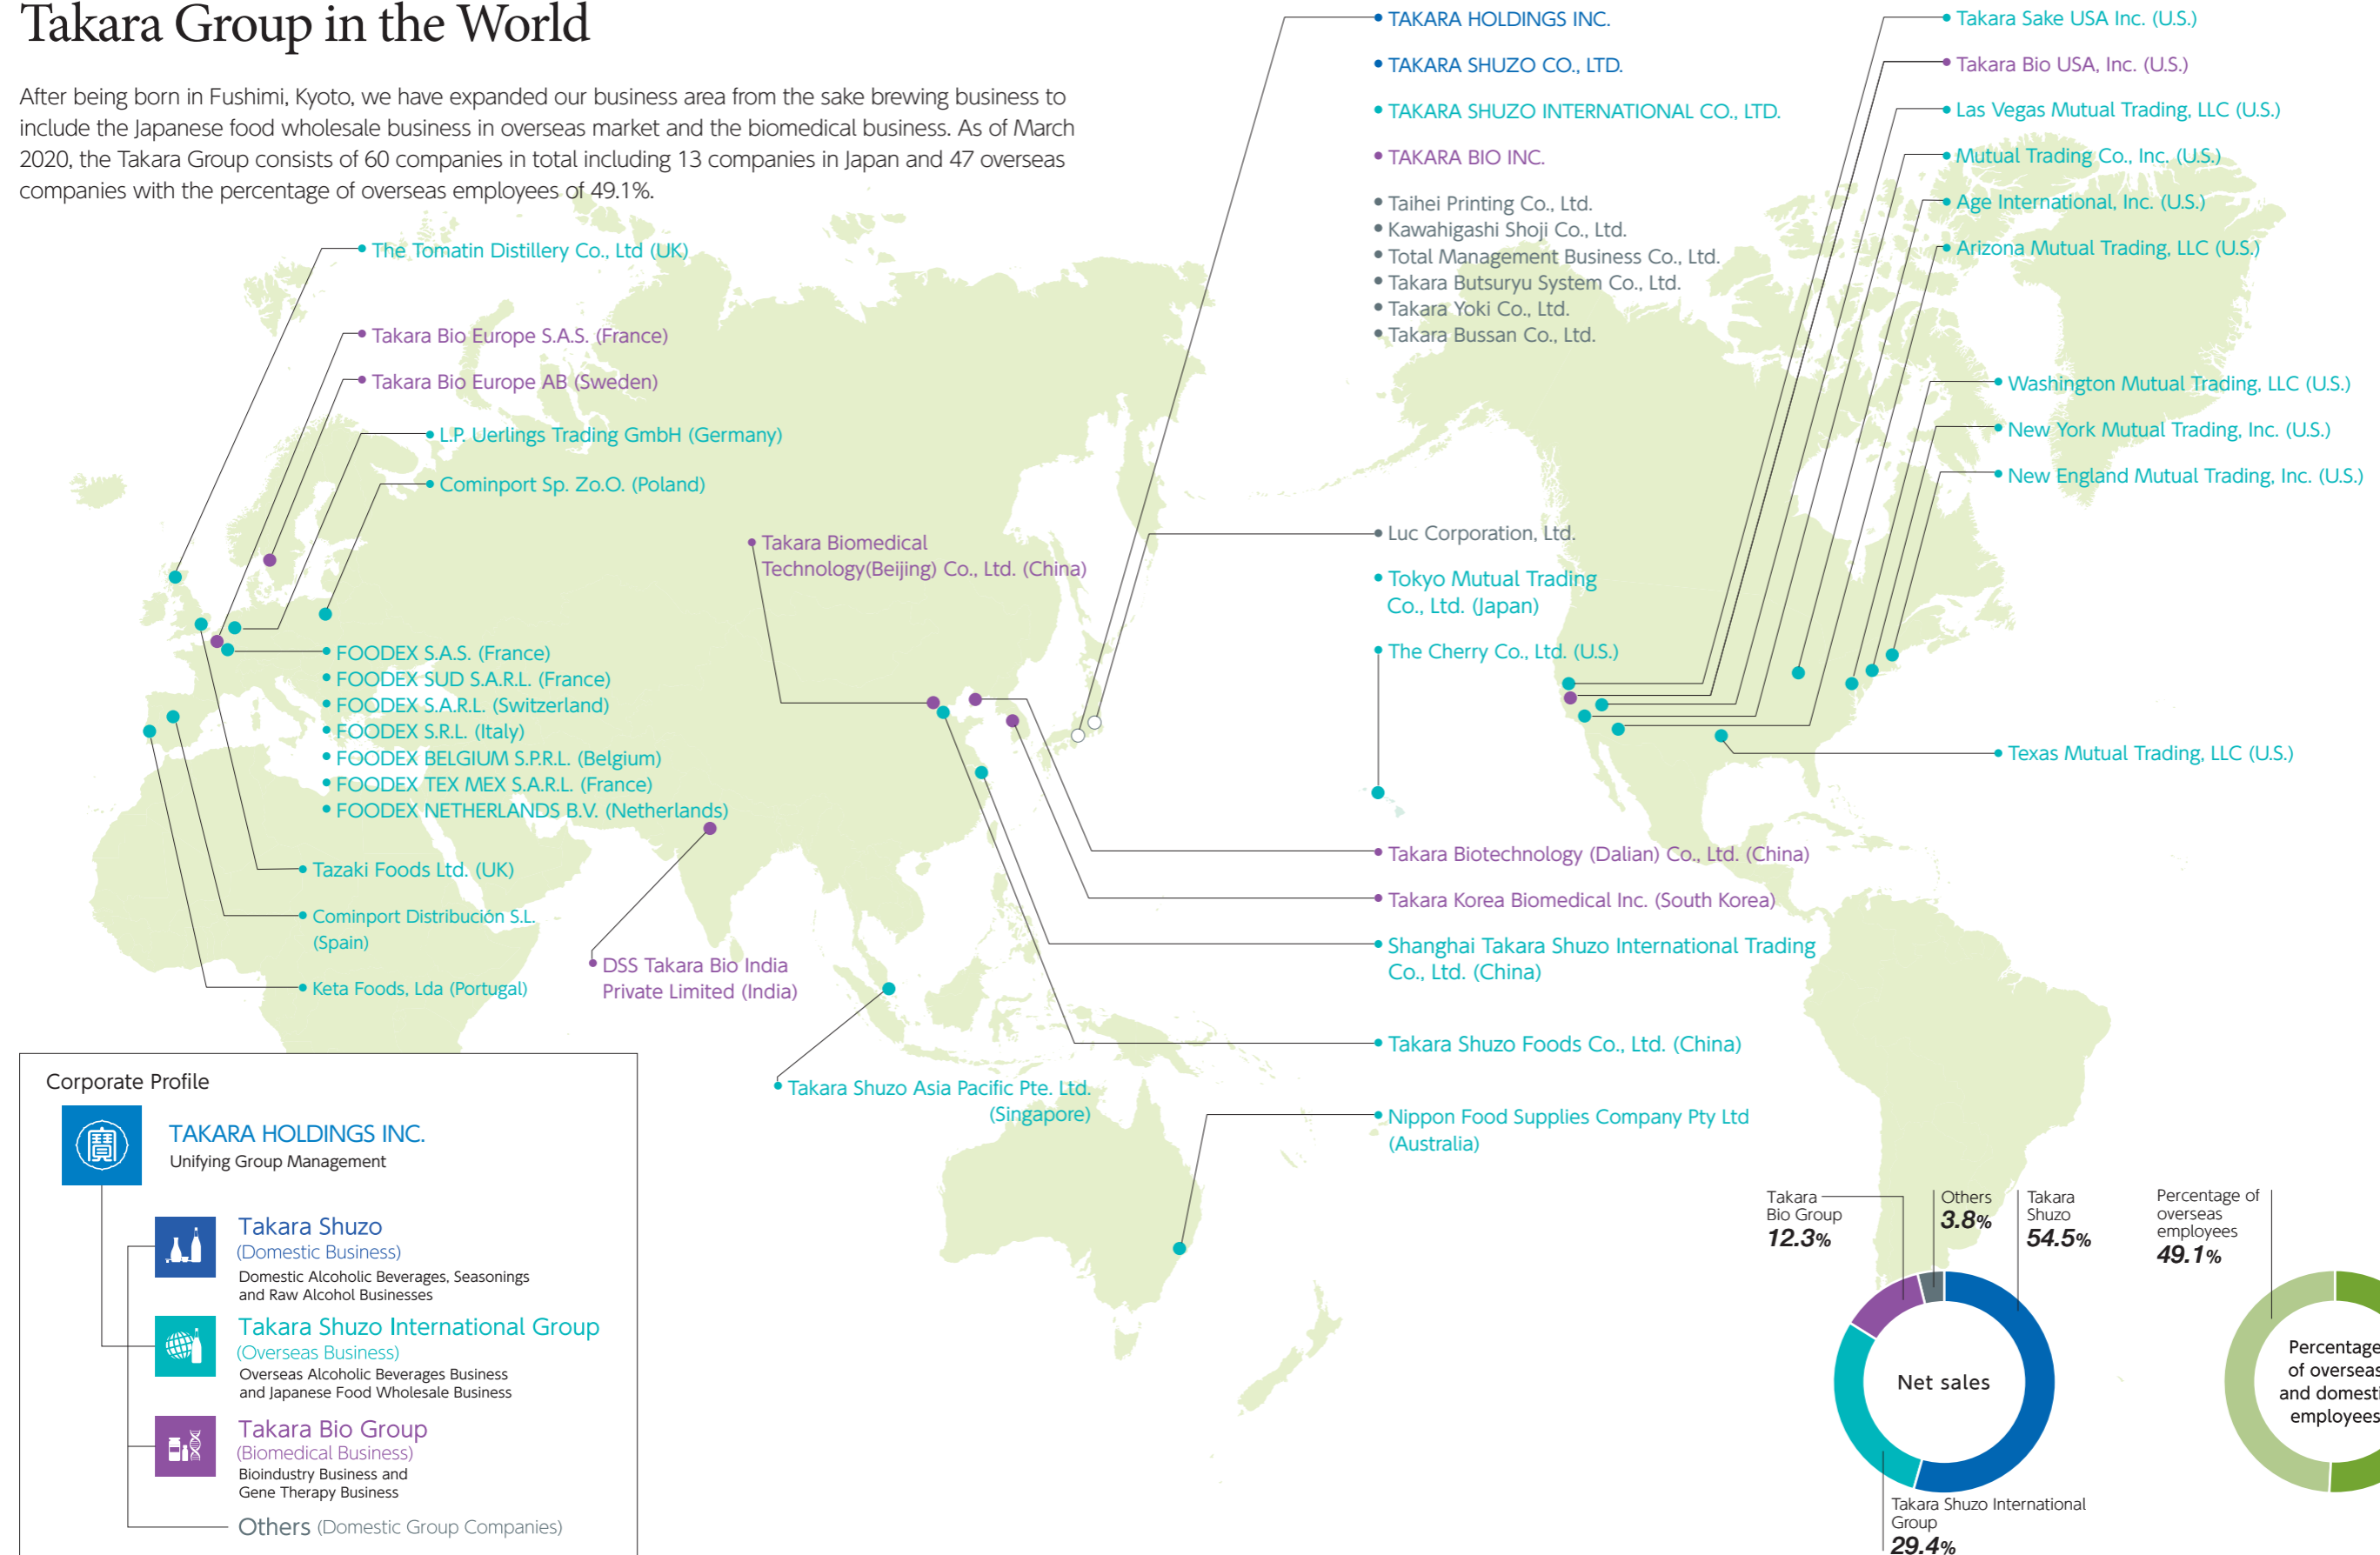 Takara Group in the World
After being born in Fushimi, Kyoto, we have expanded our business area from the sake brewing business to
include the Japanese food wholesale business in overseas market and the biomedical business. As of March
2020, the Takara Group consists of 60 companies in total including 13 companies in Japan and 47 overseas
companies with the percentage of overseas employees of 49.1%.
The Tomatin Distillery Co., Ltd (UK)
Takara Bio Europe S.A.S. (France)
Takara Bio Europe AB (Sweden)
L.P. Uerlings Trading GmbH (Germany)
Cominport Sp. Zo.O. (Poland)
FOODEX S.A.S. (France)
FOODEX SUD S.A.R.L. (France)
FOODEX S.A.R.L. (Switzerland)
FOODEX S.R.L. (Italy)
FOODEX BELGIUM S.P.R.L. (Belgium)
FOODEX TEX MEX S.A.R.L. (France)
FOODEX NETHERLANDS B.V. (Netherlands)
Tazaki Foods Ltd. (UK)
Cominport Distribución S.L.
(Spain)
Keta Foods, Lda (Portugal)
Takara Biomedical
Technology(Beijing) Co., Ltd. (China)
DSS Takara Bio India
Private Limited (India)
Takara Shuzo Asia Pacific Pte. Ltd.
(Singapore)
TAKARA HOLDINGS INC.
TAKARA SHUZO CO., LTD.
TAKARA SHUZO INTERNATIONAL CO., LTD.
TAKARA BIO INC.
Taihei Printing Co., Ltd.
Kawahigashi Shoji Co., Ltd.
Total Management Business Co., Ltd.
Takara Butsuryu System Co., Ltd.
Takara Yoki Co., Ltd.
Takara Bussan Co., Ltd.
Luc Corporation, Ltd.
Tokyo Mutual Trading
Co., Ltd. (Japan)
The Cherry Co., Ltd. (U.S.)
Takara Biotechnology (Dalian) Co., Ltd. (China)
Takara Korea Biomedical Inc. (South Korea)
Shanghai Takara Shuzo International Trading
Co., Ltd. (China)
Takara Shuzo Foods Co., Ltd. (China)
Nippon Food Supplies Company Pty Ltd
(Australia)
Takara Sake USA Inc. (U.S.)
Takara Bio USA, Inc. (U.S.)
Las Vegas Mutual Trading, LLC (U.S.)
Mutual Trading Co., Inc. (U.S.)
Age International, Inc. (U.S.)
Arizona Mutual Trading, LLC (U.S.)
Washington Mutual Trading, LLC (U.S.)
New York Mutual Trading, Inc. (U.S.)
New England Mutual Trading, Inc. (U.S.)
Texas Mutual Trading, LLC (U.S.)
Corporate Profile
寶
TAKARA HOLDINGS INC.
Unifying Group Management
Takara Shuzo
(Domestic Business)
Domestic Alcoholic Beverages, Seasonings
and Raw Alcohol Businesses
Takara Shuzo International Group
(Overseas Business)
Overseas Alcoholic Beverages Business
and Japanese Food Wholesale Business
Takara Bio Group
(Biomedical Business)
Bioindustry Business and
Gene Therapy Business
Others (Domestic Group Companies)
Takara
Bio Group
12.3%
Others
3.8%
Takara
Shuzo
54.5%
Net sales
Takara Shuzo International
Group
29.4%
Percentage of
overseas
employees
49.1%
Percentage
of overseas
and domesti
employees